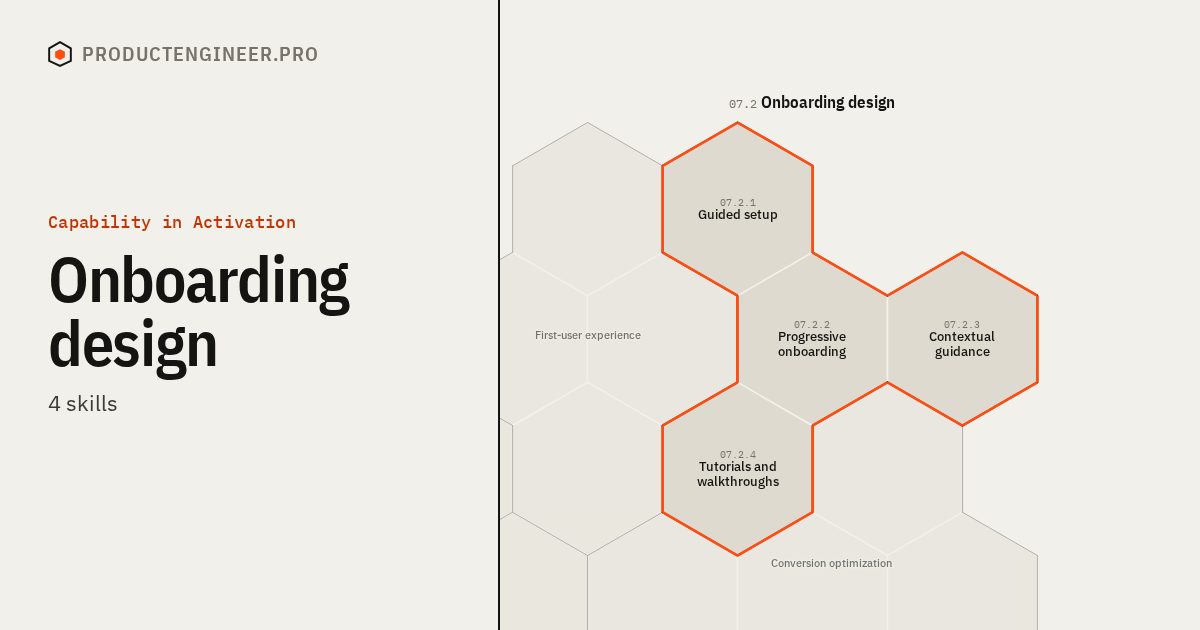 PRODUCTENGINEER.PRO
Capability in Activation
Onboarding
design
4 skills
07.2 Onboarding design
07.2.1
Guided setup
First-user experience
07.2.2
Progressive
onboarding
07.2.3
Contextual
guidance
07.2.4
Tutorials and
walkthroughs
Conversion optimization